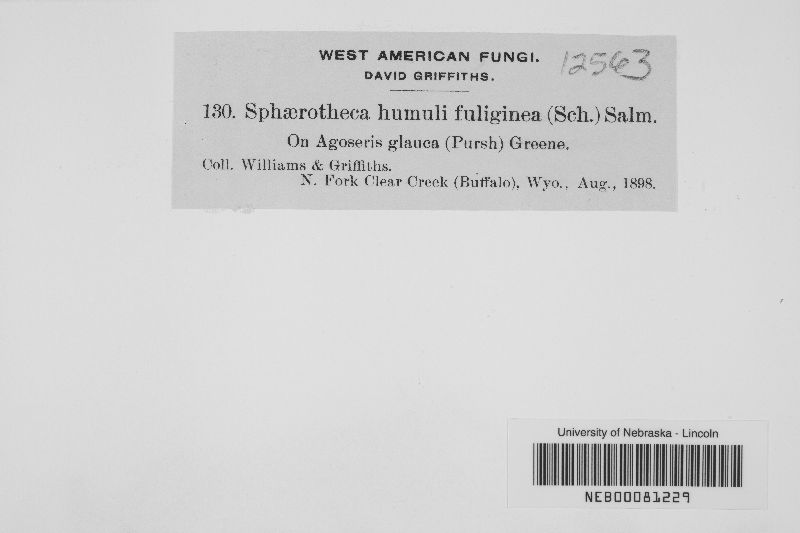 WEST AMERICAN FUNGI.
DAVID GRIFFITHS.
12563
130. Sphærotheca humuli fuliginea (Sch.) Salm.
On Agoseris glauca (Pursh) Greene.
Coll. Williams & Griffiths.
N. Fork Clear Creek (Buffalo), Wyo., Aug., 1898.
University of Nebraska - Lincoln
NEB00081229